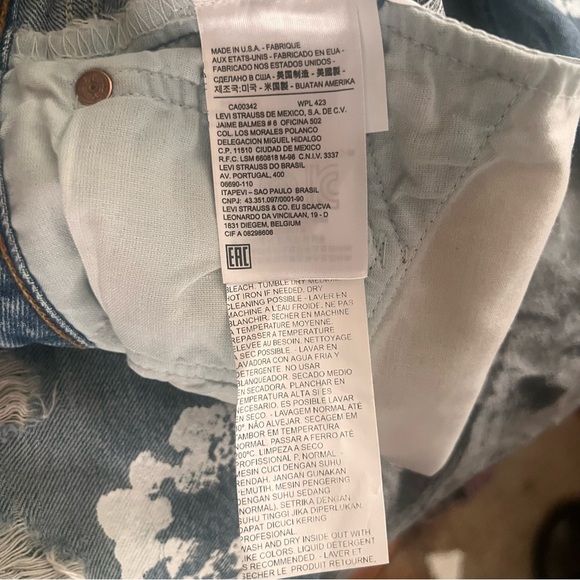 MADE IN U.S.A. - FABRIQUE
AUX ETATS-UNIS - FABRICADO EN EUA -
FABRICADO NOS ESTADOS UNIDOS -
СДЕЛАНО В США - 美国制造 - 美國製 -
제조국:미국 - 米国製 - BUATAN AMERIKA
CA00342 WPL 423
LEVI STRAUSS DE MEXICO, S.A. DE C.V.
JAIME BALMES # 8 OFICINA 502
COL. LOS MORALES POLANCO
DELEGACION MIGUEL HIDALGO
C.P. 11510 CIUDAD DE MEXICO
R.F.C. LSM 660818 M-98 C.N.I.V. 3337
LEVI STRAUSS DO BRASIL
AV. PORTUGAL, 400
06690-110
ITAPEVI - SAO PAULO BRASIL
CNPJ: 43.351.097/0001-90
LEVI STRAUSS & CO. EU SCA/CVA
LEONARDO DA VINCILAAN, 19 - D
1831 DIEGEM, BELGIUM
CIF A 08298606
EAC
BLEACH. TUMBLE DRY
HOT IRON IF NEEDED. DRY
CLEANING POSSIBLE - LAVER EN
MACHINE A L'EAU FROIDE. NE PAS
BLANCHIR. SECHER EN MACHINE
A TEMPERATURE MOYENNE.
REPASSER A TEMPERATURE
ELEVEE AU BESOIN. NETTOYAGE
A SEC POSSIBLE. - LAVAR EN
LAVADORA CON AGUA FRIA Y
DETERGENTE. NO USAR
BLANQUEADOR. SECADO MEDIO
EN SECADORA. PLANCHAR EN
TEMPERATURA ALTA SI ES
NECESARIO. ES POSIBLE LAVAR
EN SECO. - LAVAGEM NORMAL ATÉ
NÃO ALVEJAR. SECAGEM EM
TAMBOR EM TEMPERATURA
NORMAL. PASSAR A FERRO ATÉ
200ºC. LIMPEZA A SECO
PROFISSIONAL P. NORMAL. -
MESIN CUCI DENGAN SUHU
RENDAH. JANGAN GUNAKAN
PEMUTIH. MESIN PENGERING
DENGAN SUHU SEDANG
(NORMAL). SETRIKA DENGAN
SUHU TINGGI JIKA DIPERLUKAN.
DAPAT DICUCI KERING
PROFESIONAL.
WASH AND DRY INSIDE OUT WITH
LIKE COLORS. LIQUID DETERGENT
IS RECOMMENDED. - LAVER ET
SECHER LE PRODUIT RETOURNE,